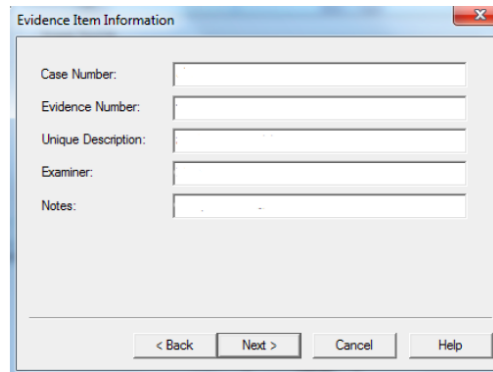 Evidence Item Information
Case Number:
Evidence Number:
Unique Description:
Examiner:
Notes:
< Back Next > Cancel Help